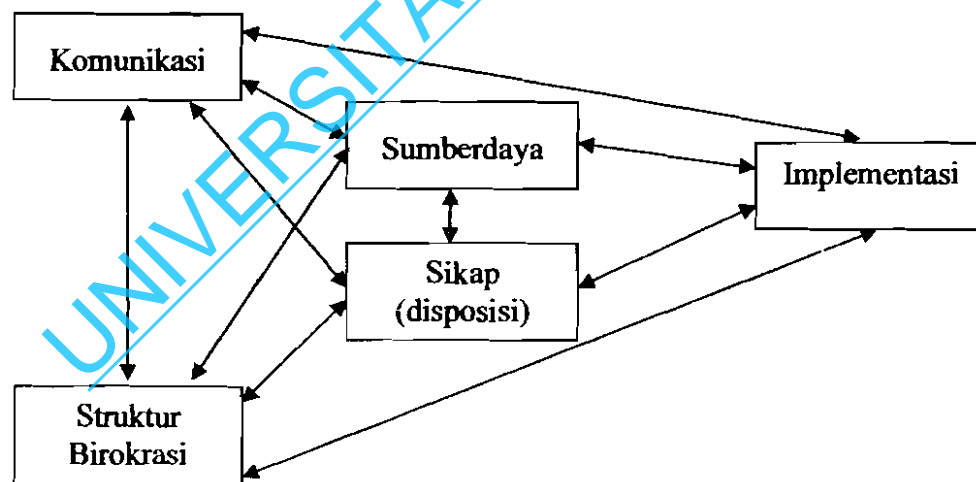 Komunikasi
Sumberdaya
Implementasi
Sikap
(disposisi)
Struktur
Birokrasi
UNIVERSITA